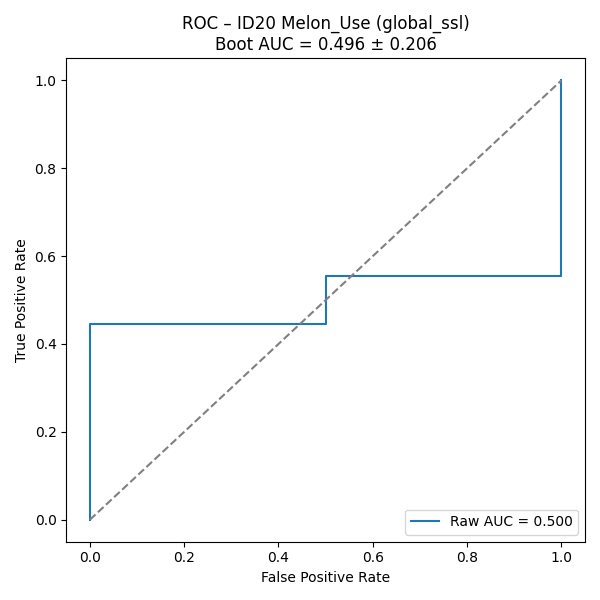 ROC – ID20 Melon_Use (global_ssl)
Boot AUC = 0.496 ± 0.206
True Positive Rate
1.0
0.8
0.6
0.4
0.2
0.0
Raw AUC = 0.500
0.0 0.2 0.4 0.6 0.8 1.0
False Positive Rate